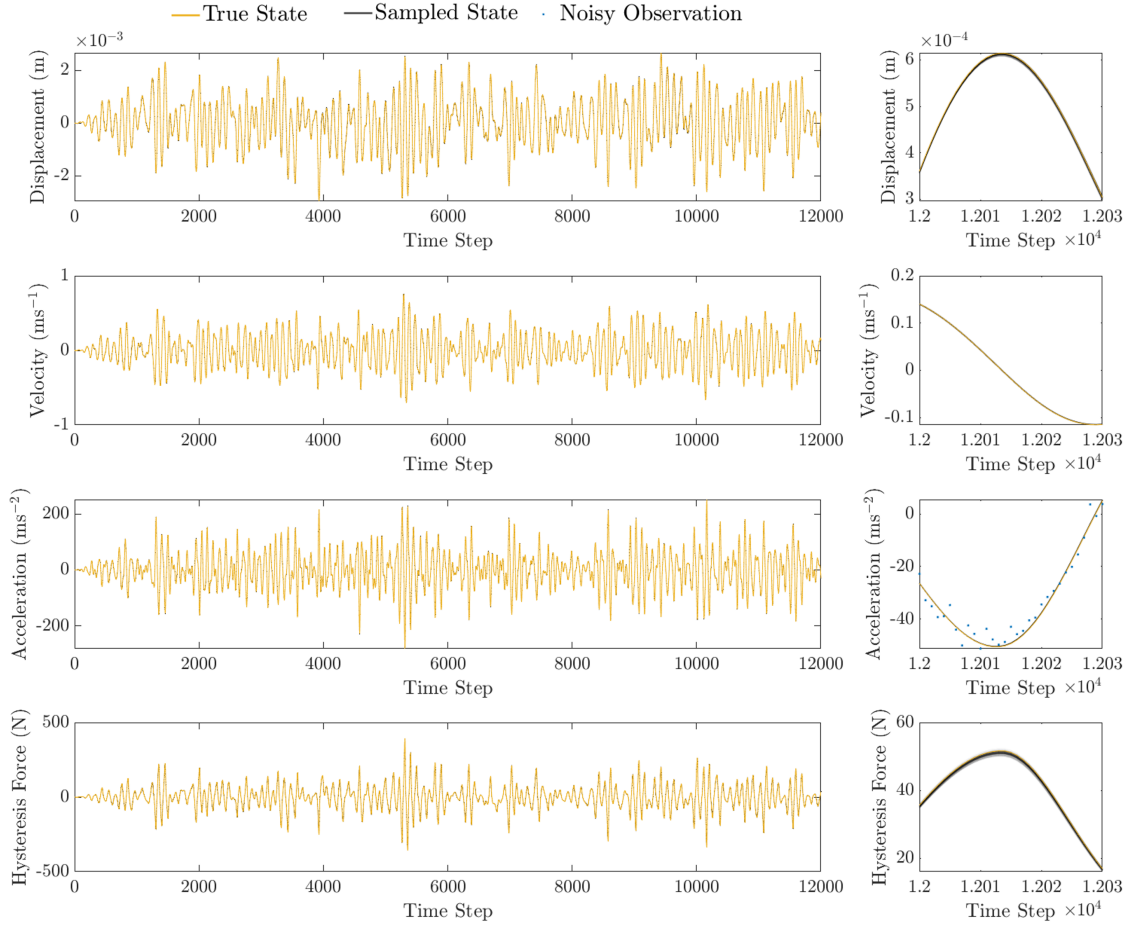 True State Sampled State Noisy Observation
×10⁻³ ×10⁻⁴
Displacement (m)
2
0
-2
0 2000 4000 6000 8000 10000 12000
Time Step
Displacement (m)
6
5
4
3
1.2 1.201 1.202 1.203
Time Step ×10⁴
Velocity (ms⁻¹)
1
0
-1
0 2000 4000 6000 8000 10000 12000
Time Step
Velocity (ms⁻¹)
0.2
0.1
0
-0.1
1.2 1.201 1.202 1.203
Time Step ×10⁴
Acceleration (ms⁻²)
200
0
-200
0 2000 4000 6000 8000 10000 12000
Time Step
Acceleration (ms⁻²)
0
-20
-40
1.2 1.201 1.202 1.203
Time Step ×10⁴
Hysteresis Force (N)
500
0
-500
0 2000 4000 6000 8000 10000 12000
Time Step
Hysteresis Force (N)
60
40
20
1.2 1.201 1.202 1.203
Time Step ×10⁴